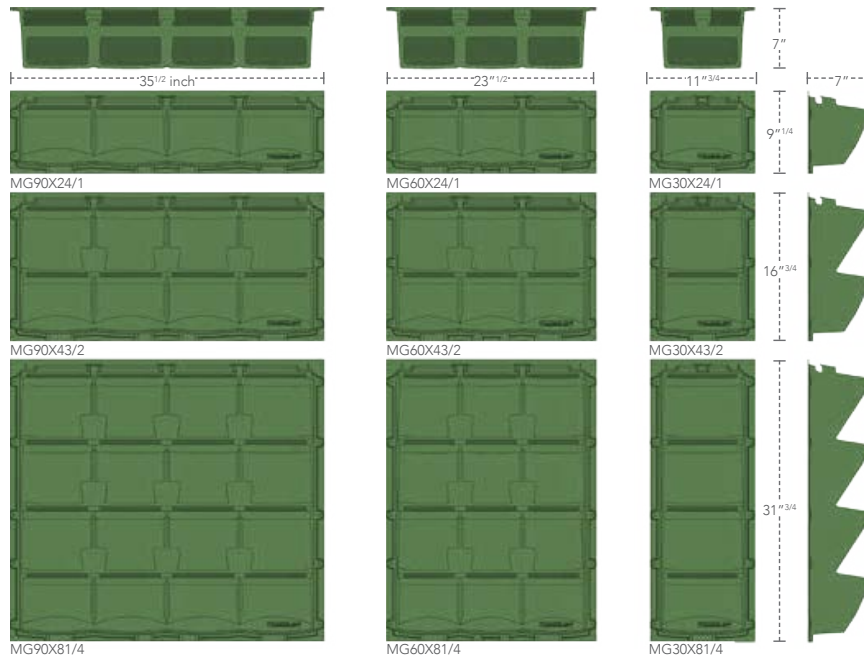 7"
35 1/2 inch
23" 1/2
11" 3/4
7"
9" 1/4
MG90X24/1
MG60X24/1
MG30X24/1
16" 3/4
MG90X43/2
MG60X43/2
MG30X43/2
31" 3/4
MG90X81/4
MG60X81/4
MG30X81/4